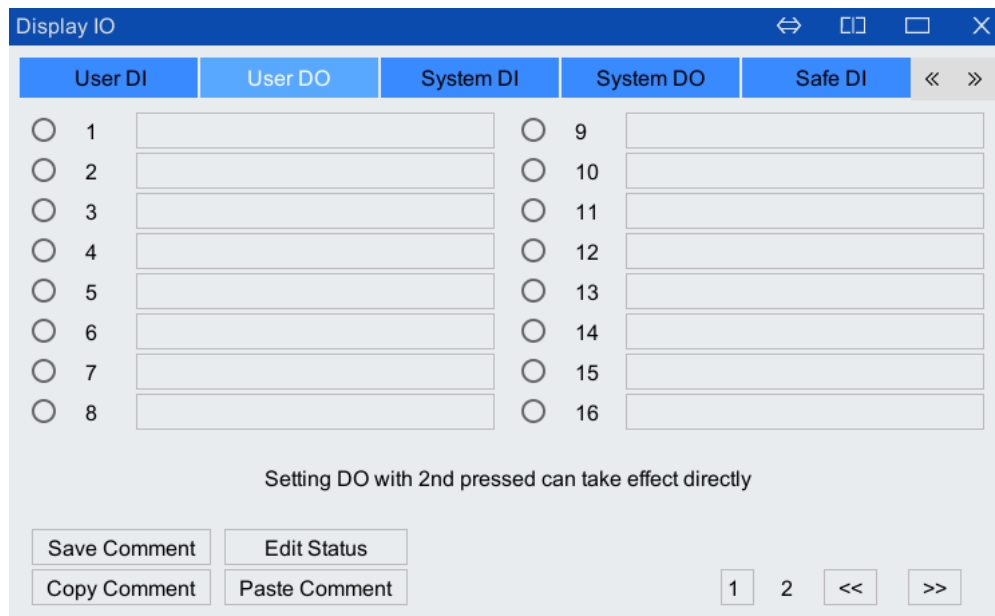 Display IO
User DI User DO System DI System DO Safe DI « »
1 9
2 10
3 11
4 12
5 13
6 14
7 15
8 16
Setting DO with 2nd pressed can take effect directly
Save Comment Edit Status
Copy Comment Paste Comment 1 2 << >>